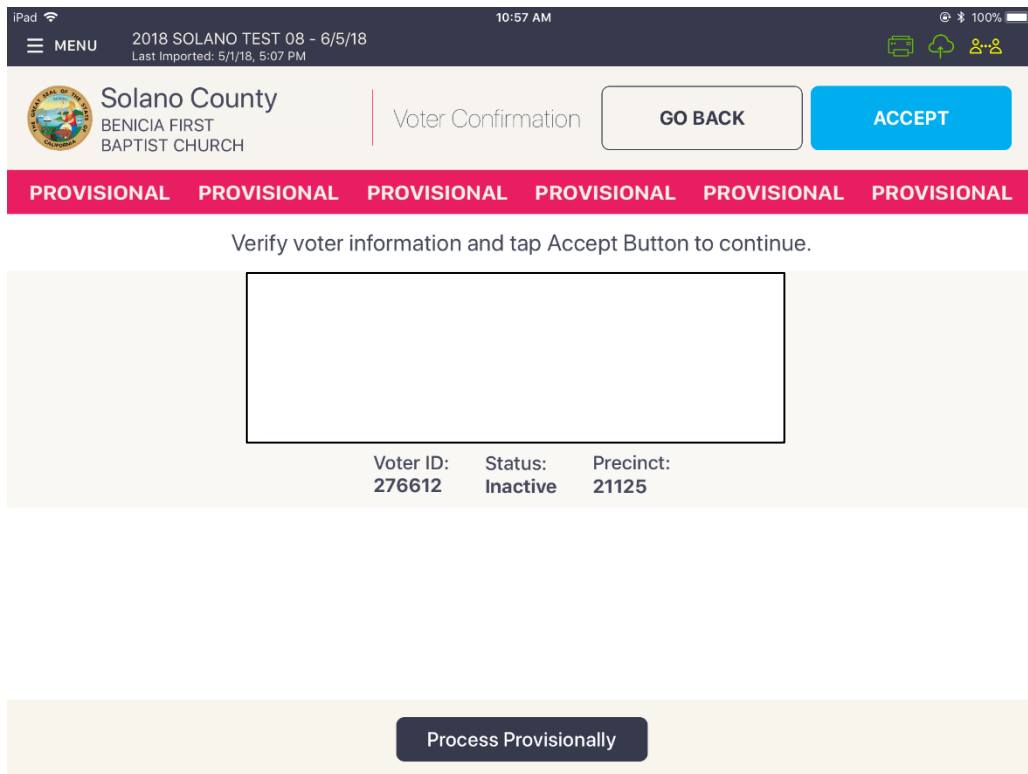 iPad 10:57 AM 100%
MENU 2018 SOLANO TEST 08 - 6/5/18
Last Imported: 5/1/18, 5:07 PM
Solano County
BENICIA FIRST
BAPTIST CHURCH
Voter Confirmation GO BACK ACCEPT
PROVISIONAL PROVISIONAL PROVISIONAL PROVISIONAL PROVISIONAL PROVISIONAL
Verify voter information and tap Accept Button to continue.
Voter ID: Status: Precinct:
276612 Inactive 21125
Process Provisionally